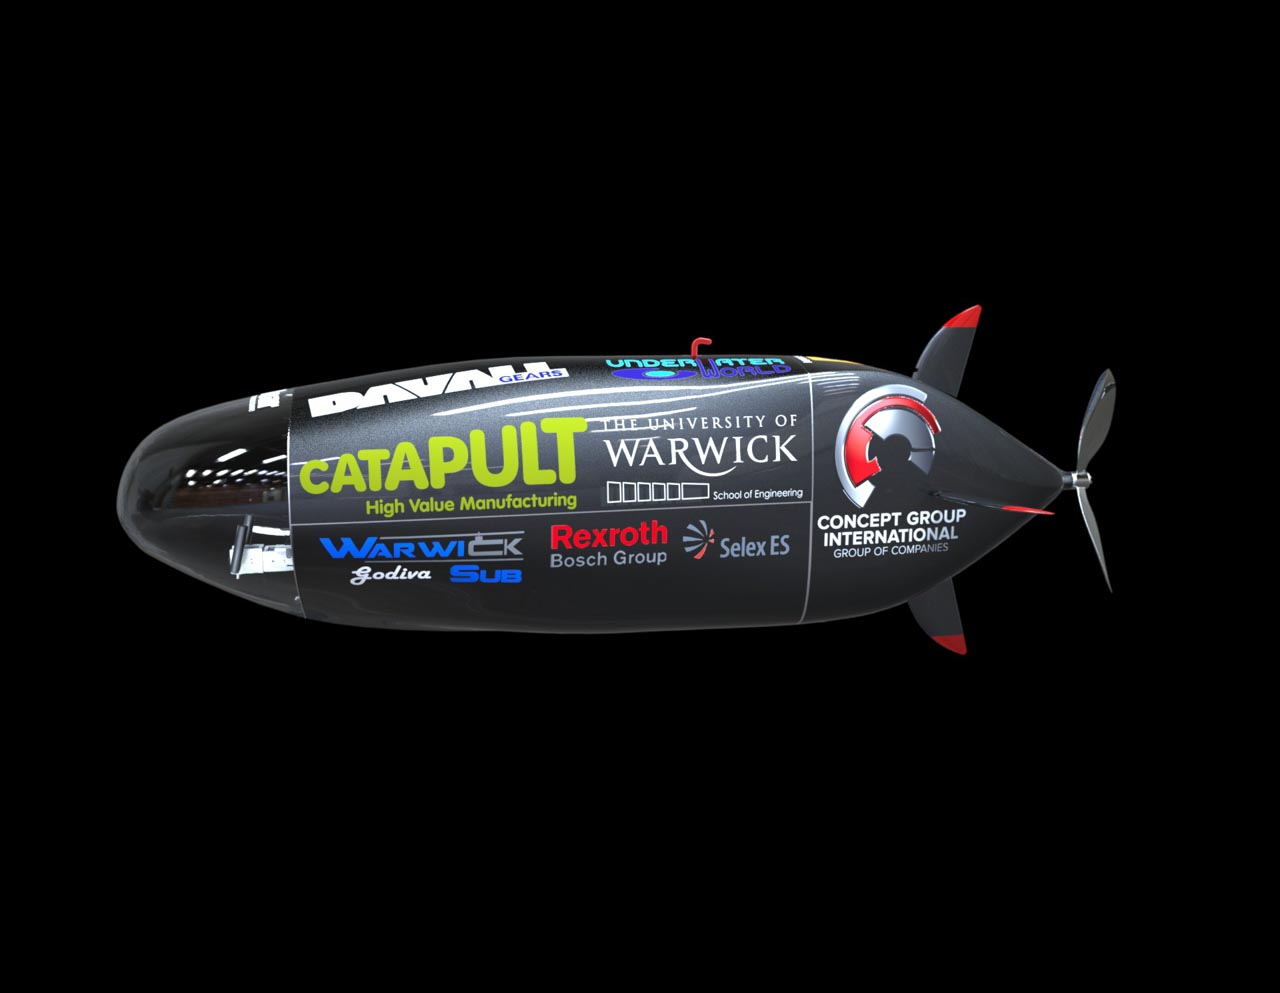 DAVALL
GEARS
UNDERWATER
WORLD
CATAPULT
High Value Manufacturing
THE UNIVERSITY OF
WARWICK
School of Engineering
WARWICK
Godiva SUB
Rexroth
Bosch Group
Selex ES
CONCEPT GROUP
INTERNATIONAL
GROUP OF COMPANIES